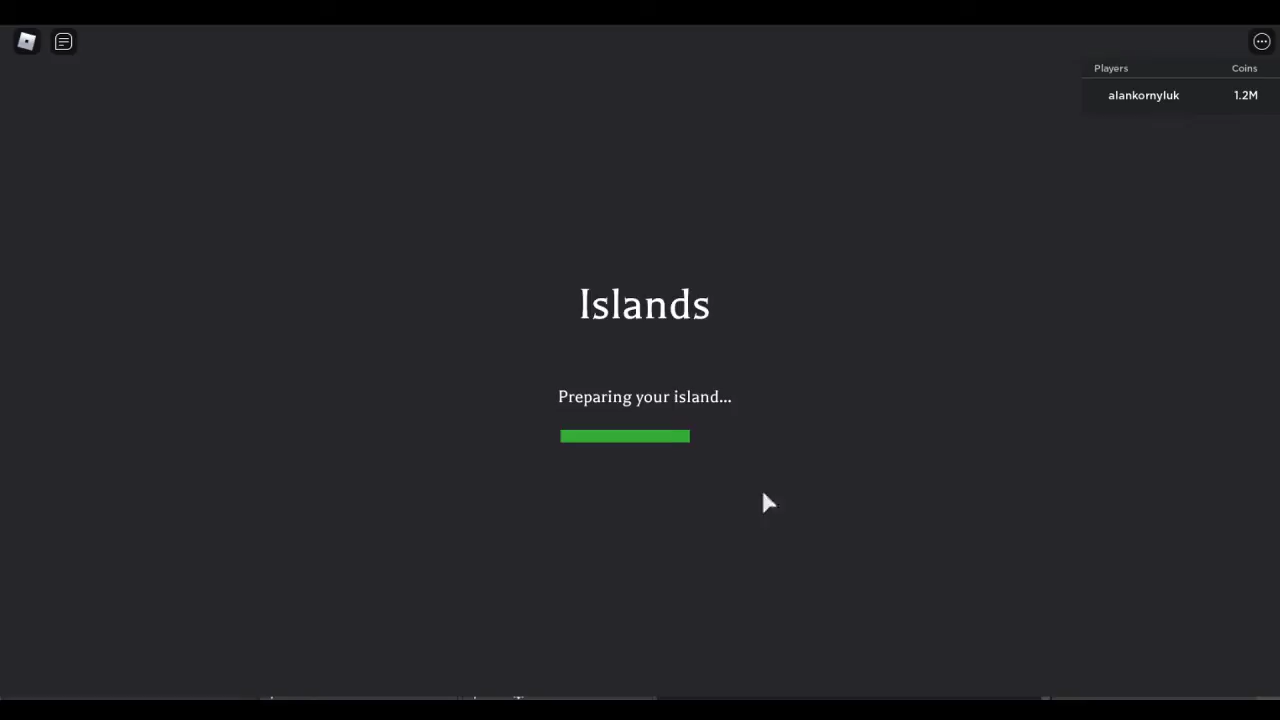 Players Coins
alankornyluk 1.2M
Islands
Preparing your island...